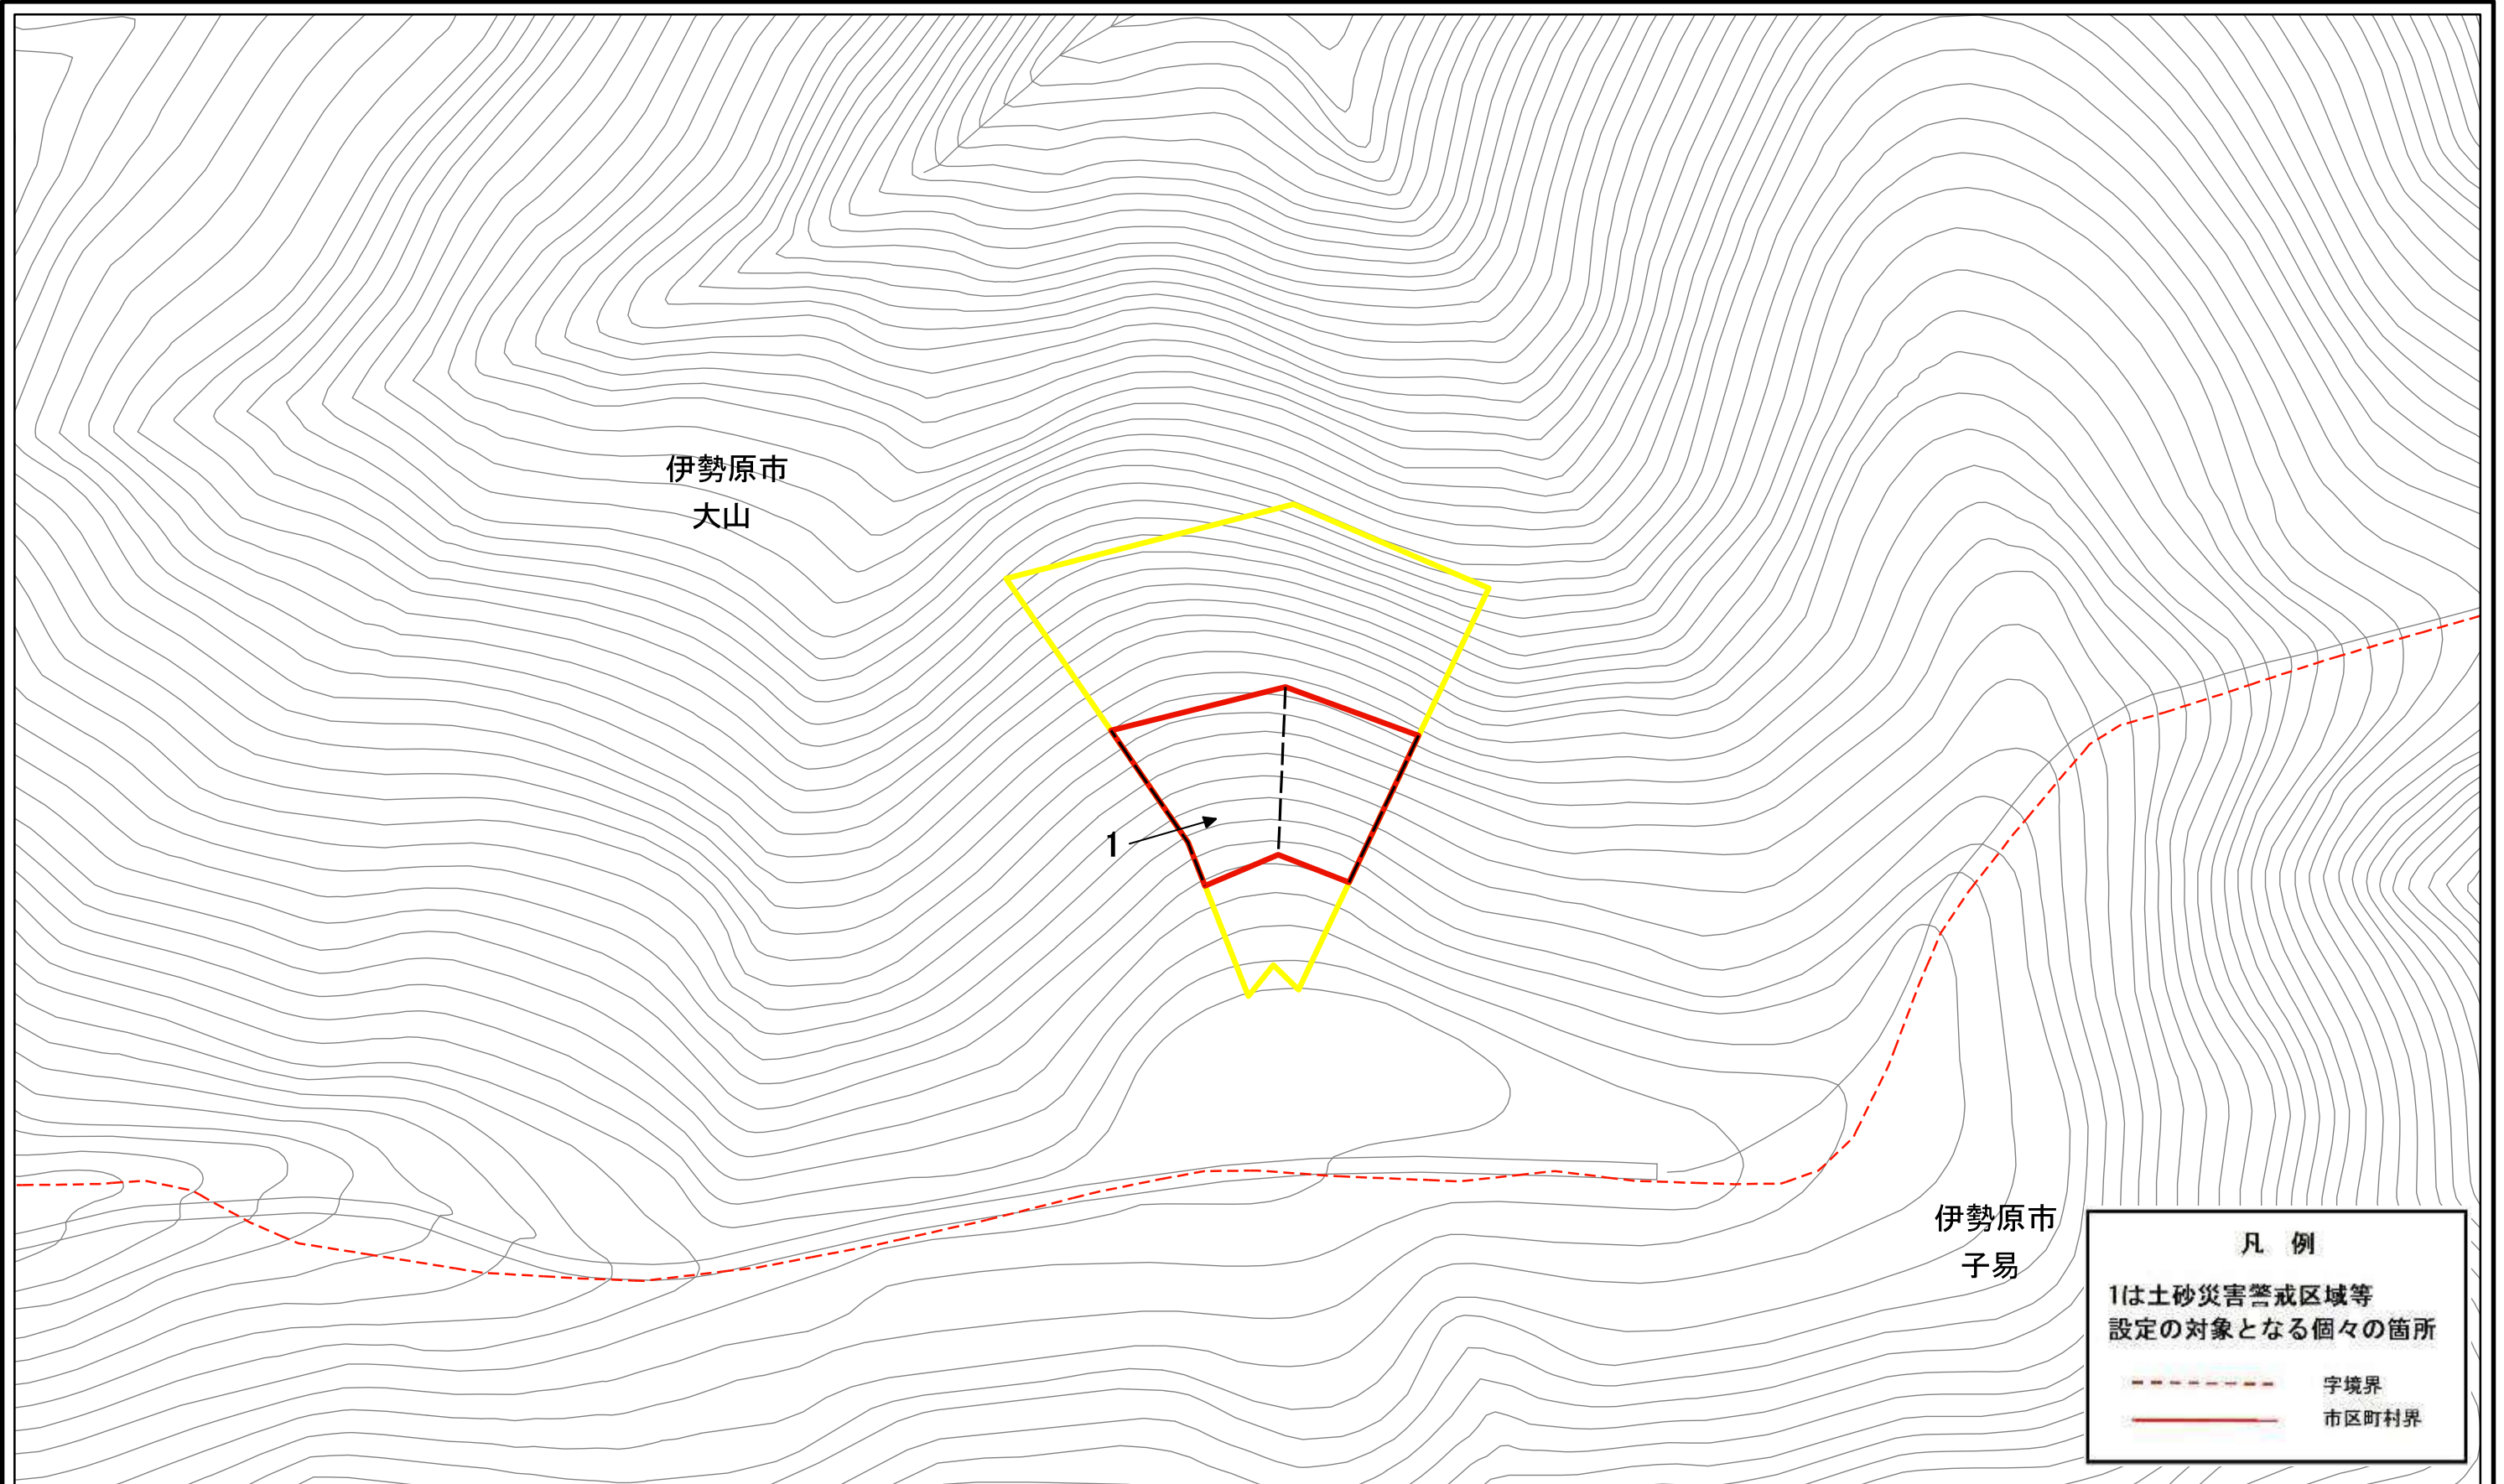 伊勢原市
大山
1
伊勢原市
子易
凡 例
1は土砂災害警戒区域等
設定の対象となる個々の箇所
字境界
市区町村界